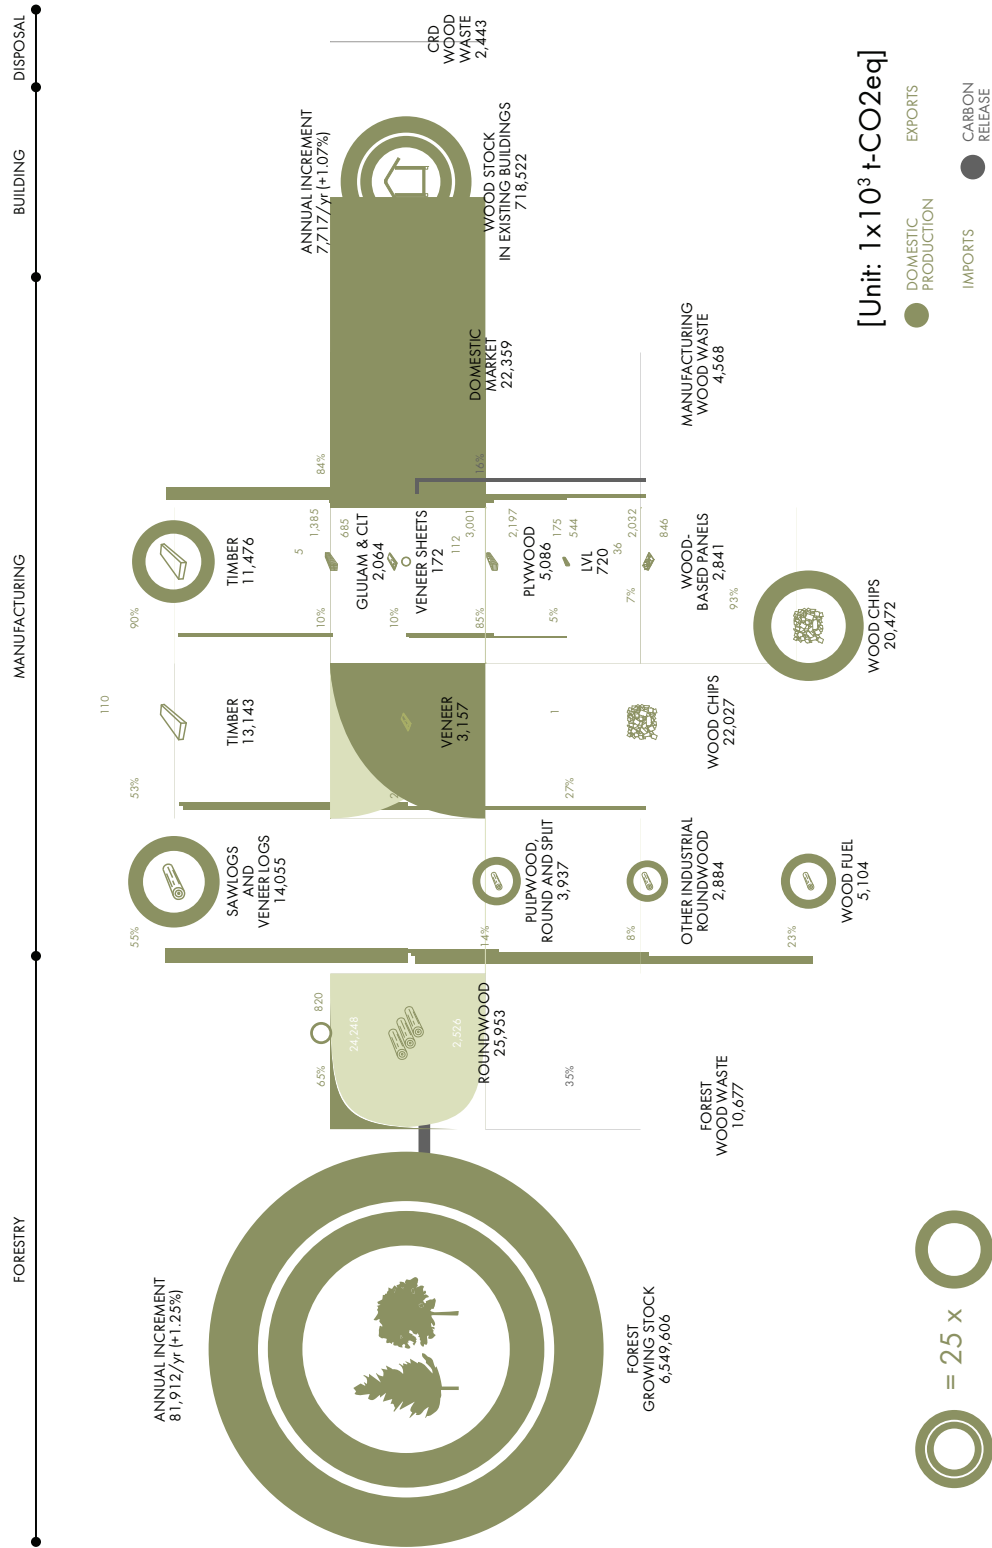 FORESTRY
MANUFACTURING
BUILDING
DISPOSAL
ANNUAL INCREMENT
81,912/yr (+1.25%)
FOREST
GROWING STOCK
6,549,606
65%
820
24,248
2,526
ROUNDWOOD
25,953
35%
FOREST
WOOD WASTE
10,677
55%
14%
8%
23%
SAWLOGS
AND
VENEER LOGS
14,055
PULPWOOD,
ROUND AND SPLIT
3,937
OTHER INDUSTRIAL
ROUNDWOOD
2,884
WOOD FUEL
5,104
53%
27%
110
TIMBER
13,143
VENEER
3,157
1
WOOD CHIPS
22,027
90%
10%
10%
85%
5%
7%
93%
TIMBER
11,476
5
1,385
685
GLULAM & CLT
2,064
VENEER SHEETS
172
112
3,001
2,197
PLYWOOD
5,086
175
544
LVL
720
36
2,032
846
WOOD-
BASED PANELS
2,841
WOOD CHIPS
20,472
84%
16%
DOMESTIC
MARKET
22,359
MANUFACTURING
WOOD WASTE
4,568
ANNUAL INCREMENT
7,717/yr (+1.07%)
WOOD STOCK
IN EXISTING BUILDINGS
718,522
CRD
WOOD
WASTE
2,443
= 25 x
[Unit: 1x10³ t-CO2eq]
DOMESTIC
PRODUCTION
EXPORTS
IMPORTS
CARBON
RELEASE